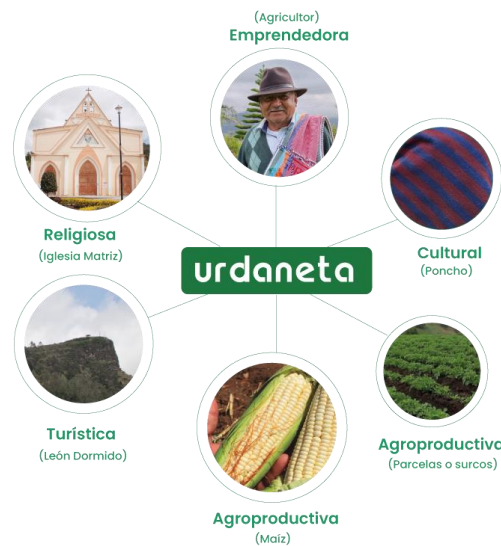 (Agricultor)
Emprendedora
Religiosa
(Iglesia Matriz)
urdaneta
Cultural
(Poncho)
Turística
(León Dormido)
Agroproductiva
(Parcelas o surcos)
Agroproductiva
(Maíz)